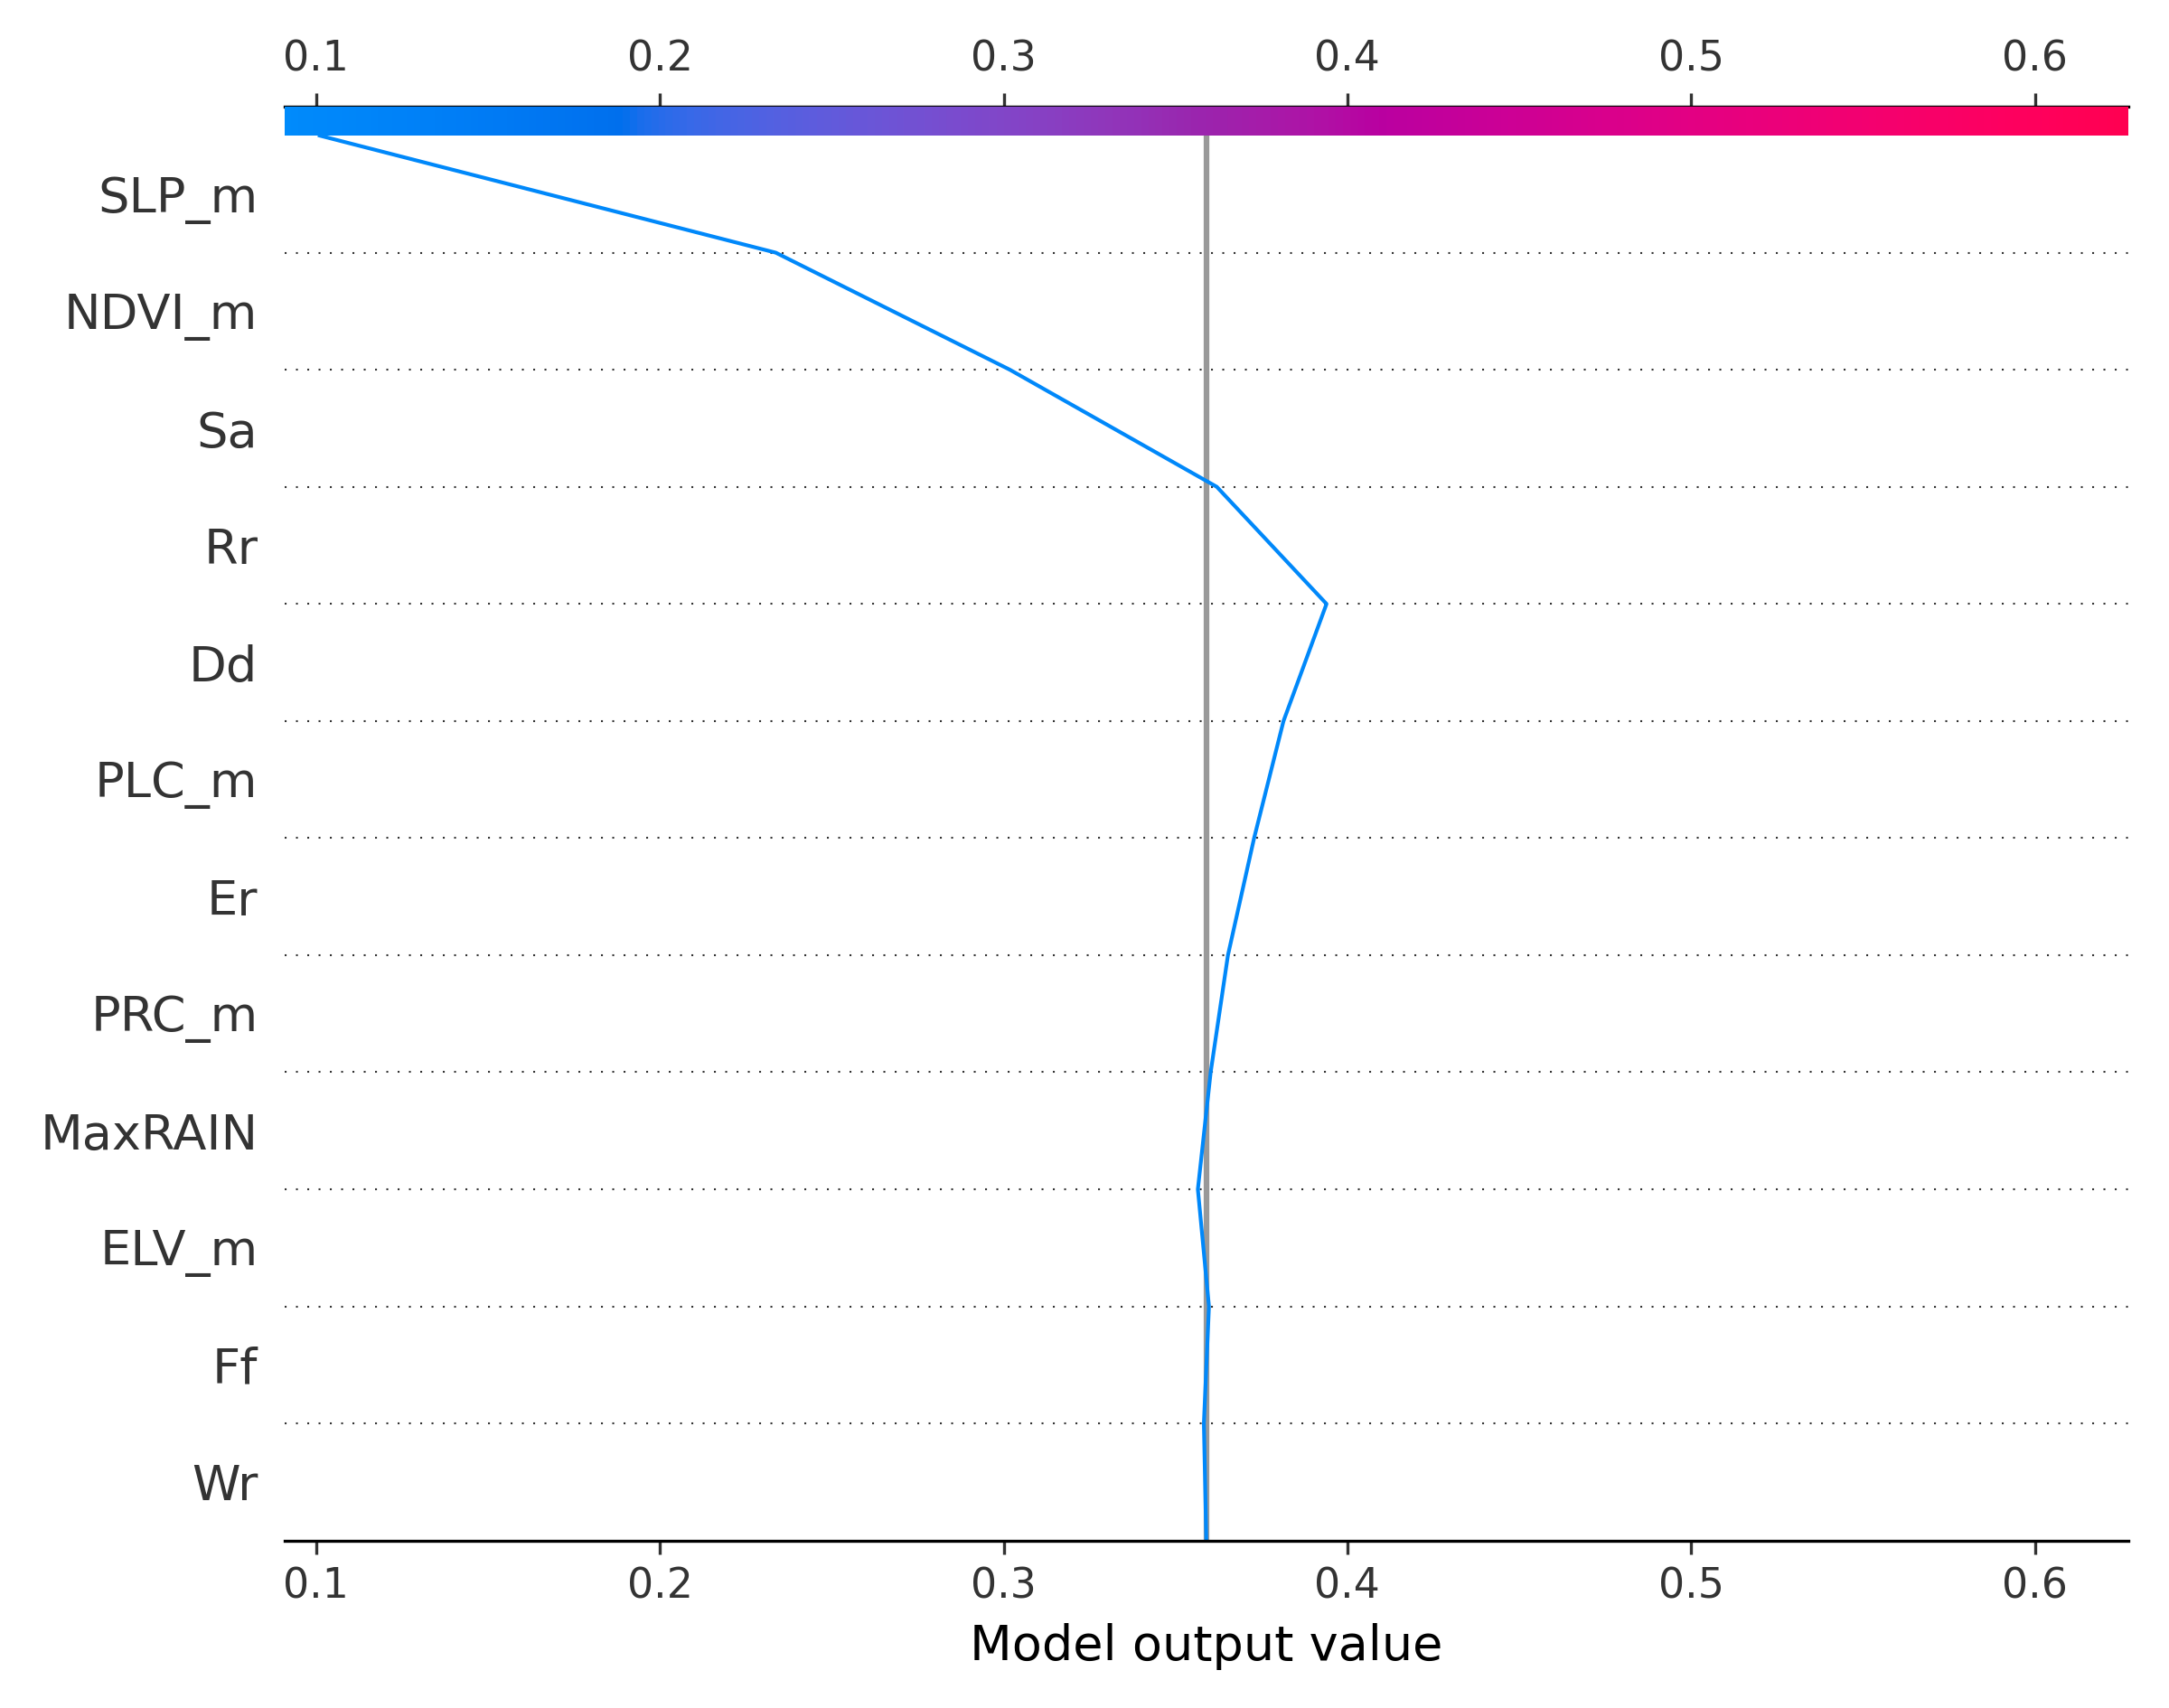 0.1 0.2 0.3 0.4 0.5 0.6
SLP_m
NDVI_m
Sa
Rr
Dd
PLC_m
Er
PRC_m
MaxRAIN
ELV_m
Ff
Wr
0.1 0.2 0.3 0.4 0.5 0.6
Model output value